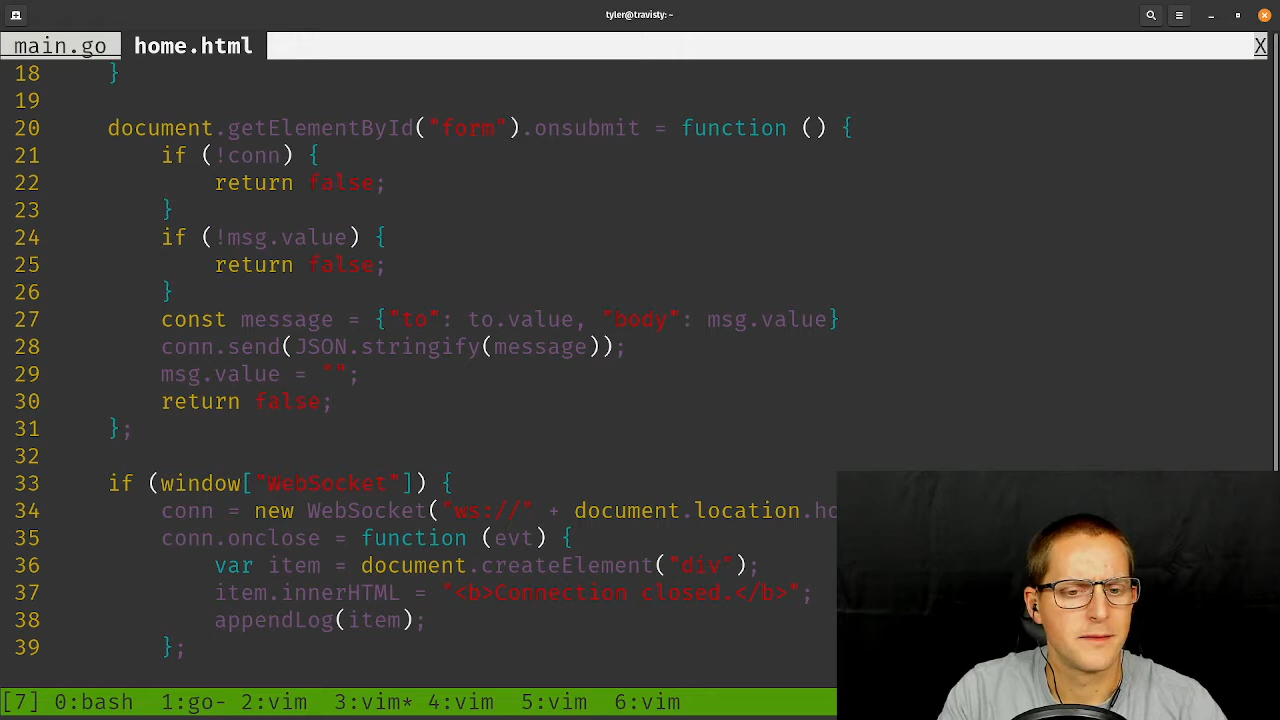 tyler@travisty: ~
main.go home.html X
18 }
19
20 document.getElementById("form").onsubmit = function () {
21 if (!conn) {
22 return false;
23 }
24 if (!msg.value) {
25 return false;
26 }
27 const message = {"to": to.value, "body": msg.value}
28 conn.send(JSON.stringify(message));
29 msg.value = "";
30 return false;
31 };
32
33 if (window["WebSocket"]) {
34 conn = new WebSocket("ws://" + document.location.ho
35 conn.onclose = function (evt) {
36 var item = document.createElement("div");
37 item.innerHTML = "<b>Connection closed.</b>";
38 appendLog(item);
39 };
[7] 0:bash 1:go- 2:vim 3:vim* 4:vim 5:vim 6:vim